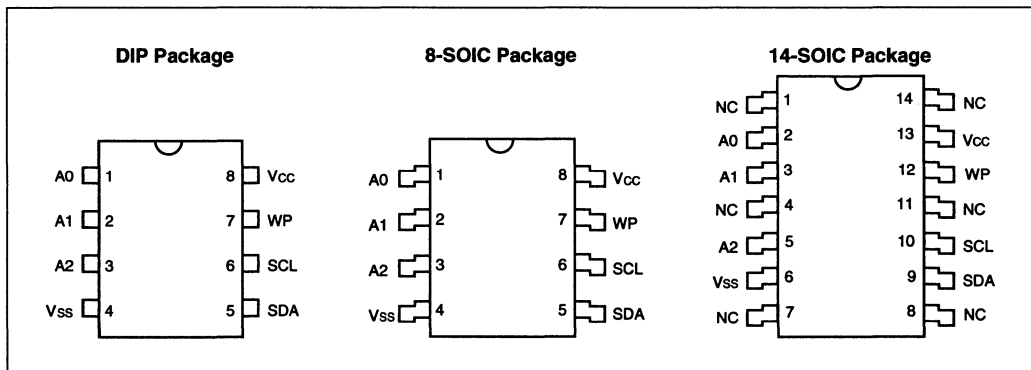 DIP Package
A0 1 8 Vcc
A1 2 7 WP
A2 3 6 SCL
Vss 4 5 SDA
8-SOIC Package
A0 1 8 Vcc
A1 2 7 WP
A2 3 6 SCL
Vss 4 5 SDA
14-SOIC Package
NC 1 14 NC
A0 2 13 Vcc
A1 3 12 WP
NC 4 11 NC
A2 5 10 SCL
Vss 6 9 SDA
NC 7 8 NC